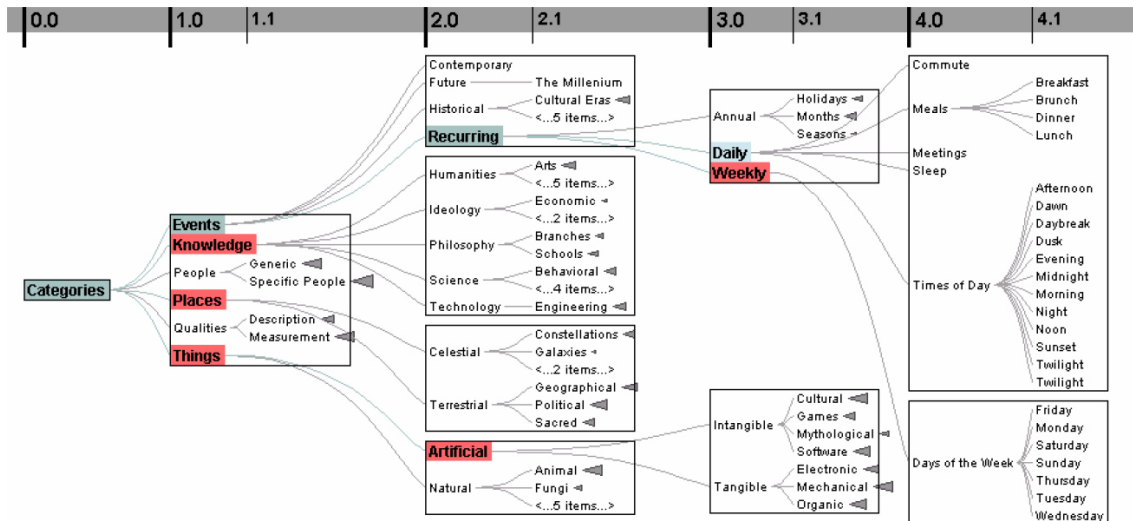 0.0 1.0 1.1 2.0 2.1 3.0 3.1 4.0 4.1
Categories
Events
Knowledge
People
Generic
Specific People
Places
Qualities
Description
Measurement
Things
Contemporary
Future
The Millenium
Historical
Cultural Eras
<...5 items...>
Recurring
Humanities
Arts
<...5 items...>
Ideology
Economic
<...2 items...>
Philosophy
Branches
Schools
Science
Behavioral
<...4 items...>
Technology
Engineering
Celestial
Constellations
Galaxies
<...2 items...>
Terrestrial
Geographical
Political
Sacred
Artificial
Natural
Animal
Fungi
<...5 items...>
Annual
Holidays
Months
Seasons
Daily
Weekly
Intangible
Cultural
Games
Mythological
Software
Tangible
Electronic
Mechanical
Organic
Commute
Meals
Breakfast
Brunch
Dinner
Lunch
Meetings
Sleep
Times of Day
Afternoon
Dawn
Daybreak
Dusk
Evening
Midnight
Morning
Night
Noon
Sunset
Twilight
Twilight
Days of the Week
Friday
Monday
Saturday
Sunday
Thursday
Tuesday
Wednesday